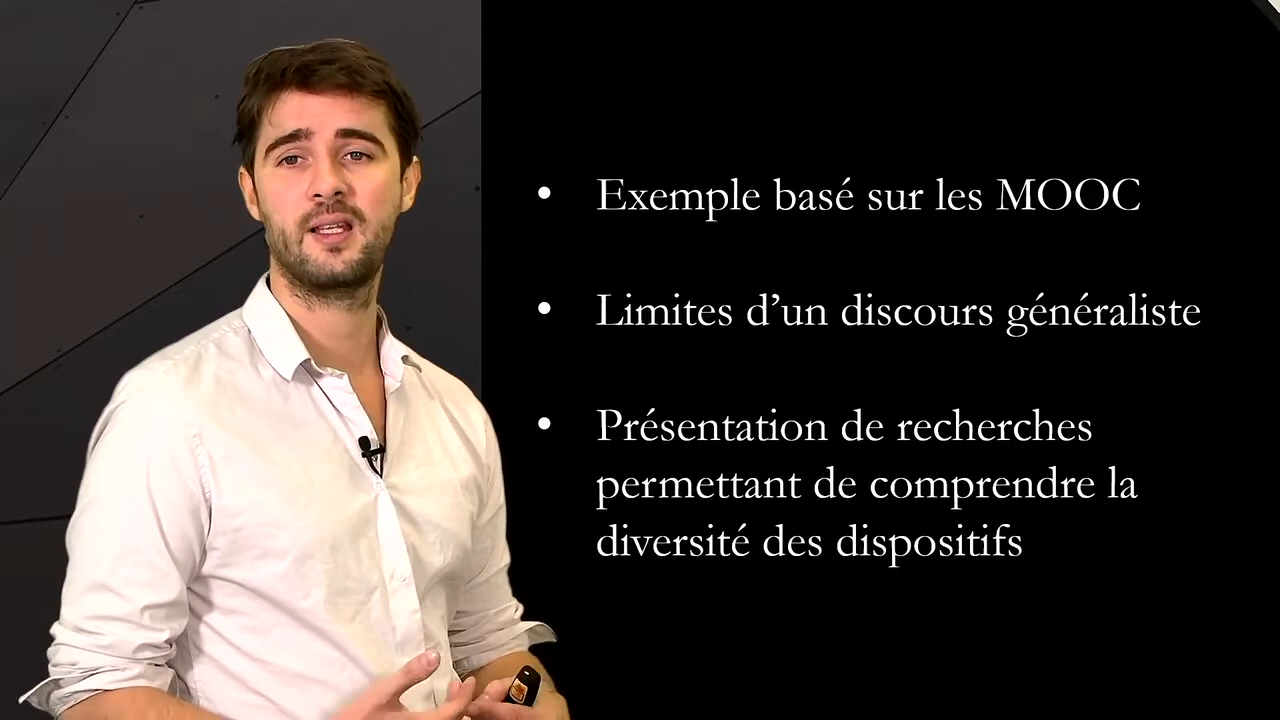 • Exemple basé sur les MOOC
• Limites d’un discours généraliste
• Présentation de recherches
permettant de comprendre la
diversité des dispositifs